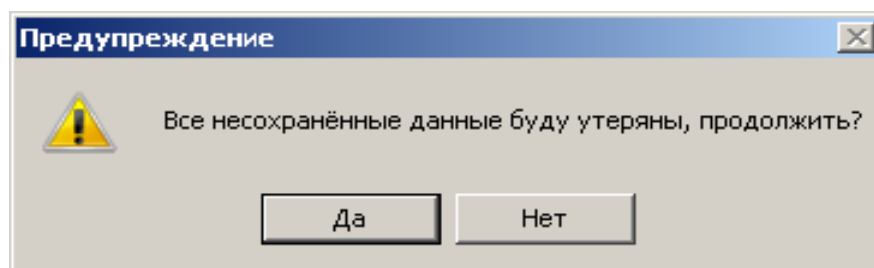 Предупреждение
Все несохранённые данные буду утеряны, продолжить?
Да
Нет